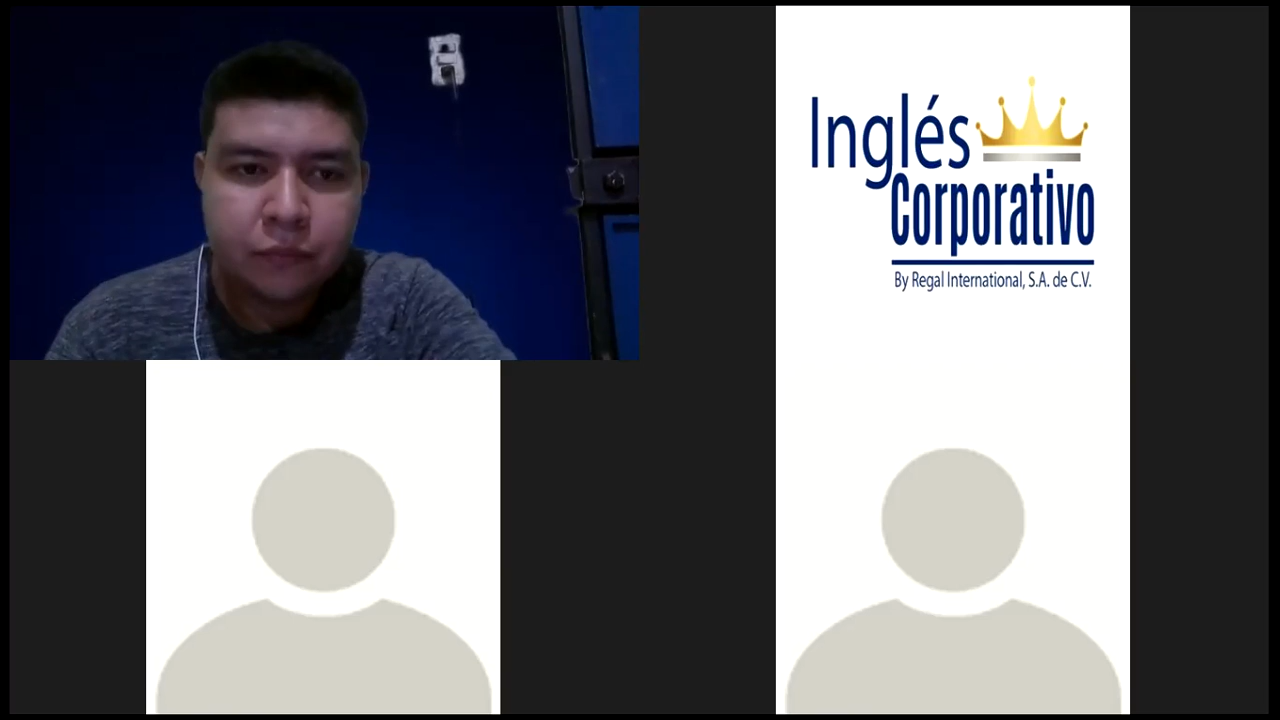 Inglés
Corporativo
By Regal International, S.A. de C.V.